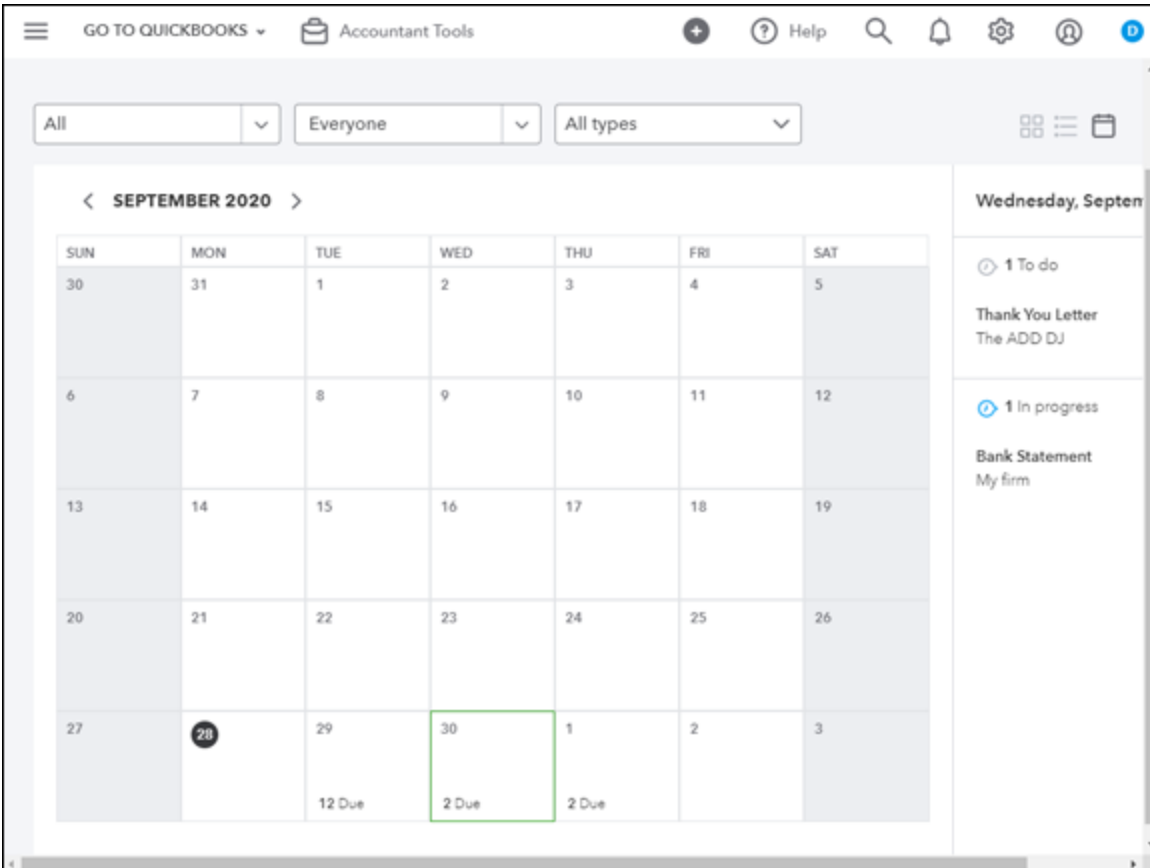 GO TO QUICKBOOKS Accountant Tools Help D
All Everyone All types
SEPTEMBER 2020
SUN MON TUE WED THU FRI SAT
30 31 1 2 3 4 5
6 7 8 9 10 11 12
13 14 15 16 17 18 19
20 21 22 23 24 25 26
27 28 29 30 1 2 3
12 Due 2 Due 2 Due
Wednesday, Septem
1 To do
Thank You Letter
The ADD DJ
1 In progress
Bank Statement
My firm